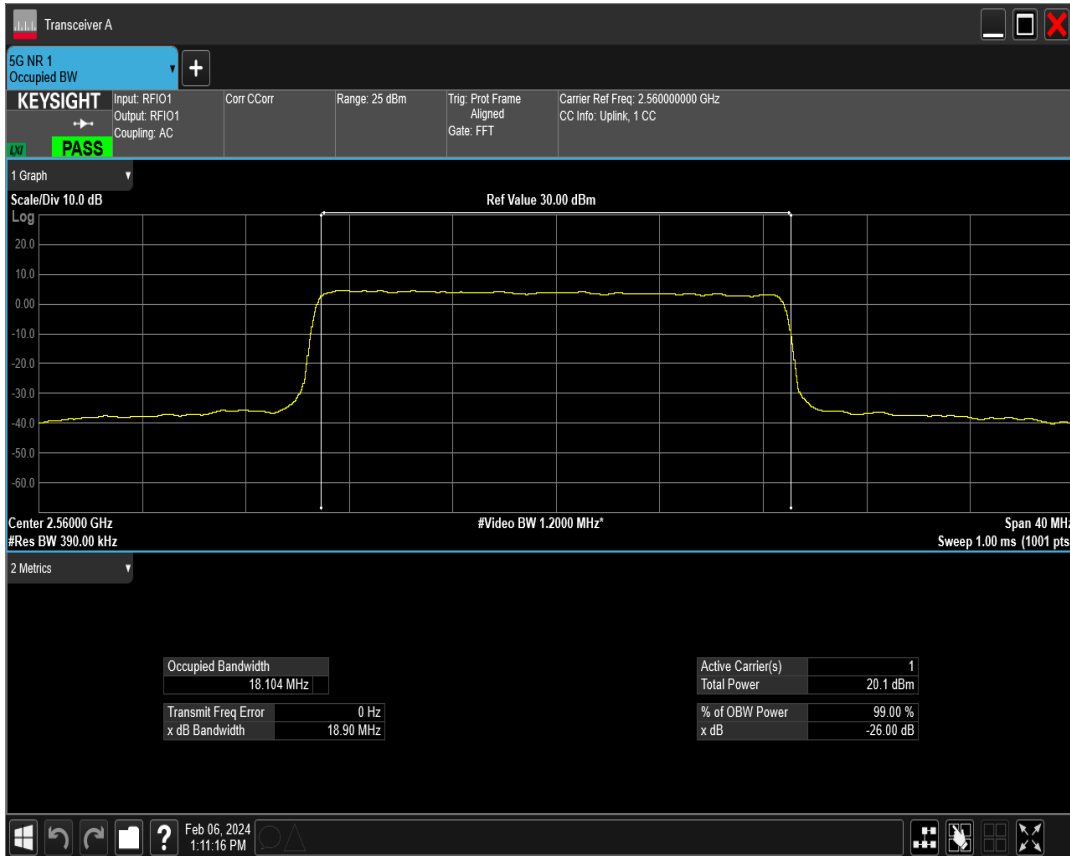 Transceiver A
5G NR 1
Occupied BW
KEYSIGHT
LXI
PASS
Input: RFIO1
Output: RFIO1
Coupling: AC
Corr CCorr
Range: 25 dBm
Trig: Prot Frame
Aligned
Gate: FFT
Carrier Ref Freq: 2.560000000 GHz
CC Info: Uplink, 1 CC
1 Graph
Scale/Div 10.0 dB
Ref Value 30.00 dBm
Log
20.0
10.0
0.00
-10.0
-20.0
-30.0
-40.0
-50.0
-60.0
Center 2.56000 GHz
#Video BW 1.2000 MHz*
Span 40 MHz
#Res BW 390.00 kHz
Sweep 1.00 ms (1001 pts
2 Metrics
Occupied Bandwidth
18.104 MHz
Transmit Freq Error 0 Hz
x dB Bandwidth 18.90 MHz
Active Carrier(s) 1
Total Power 20.1 dBm
% of OBW Power 99.00 %
x dB -26.00 dB
?
Feb 06, 2024
1:11:16 PM